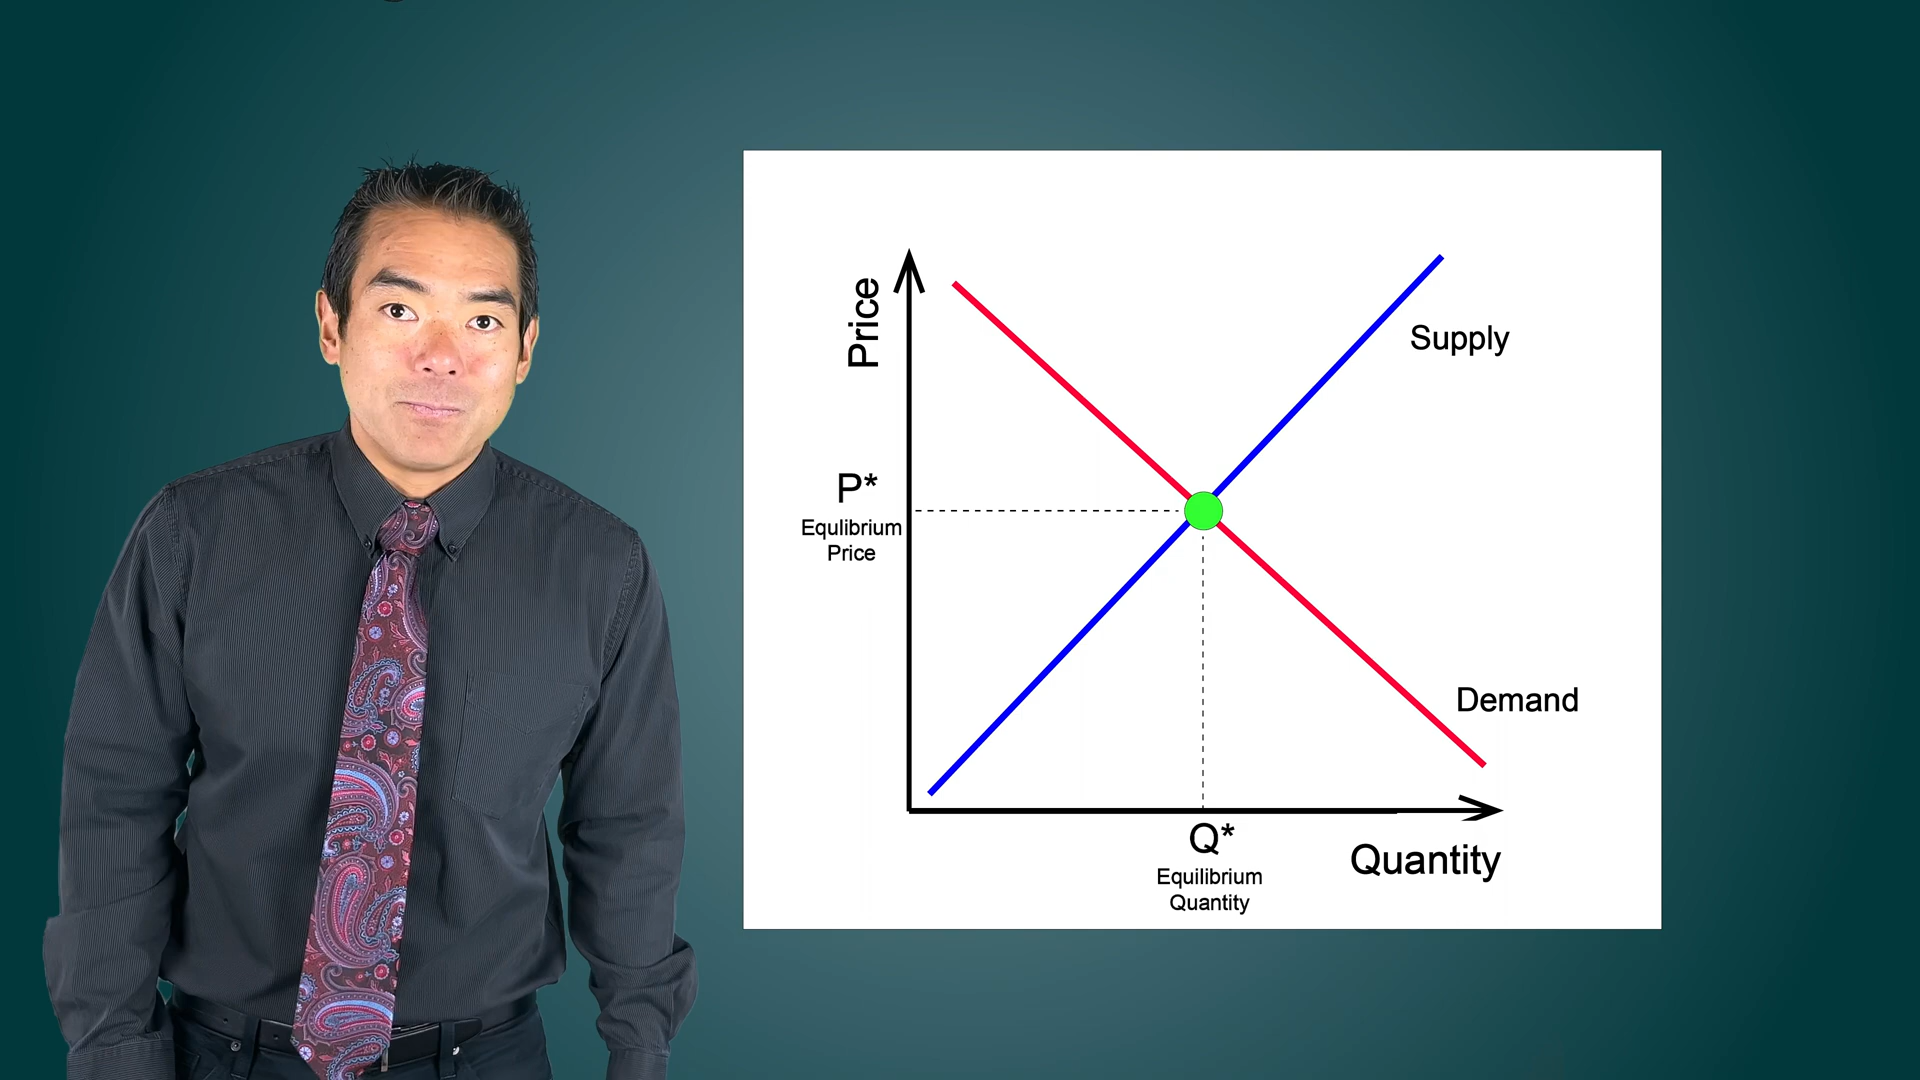 Price
Supply
P*
Equlibrium
Price
Demand
Q*
Equilibrium
Quantity
Quantity